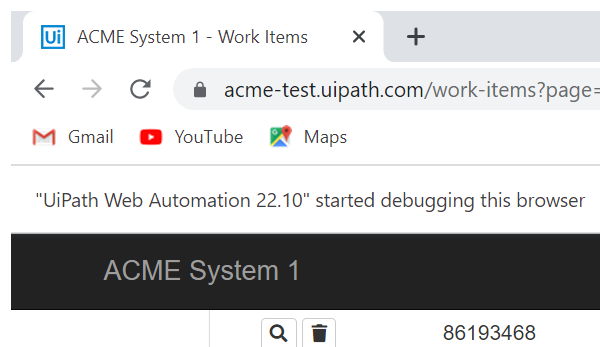 Ui ACME System 1 - Work Items
acme-test.uipath.com/work-items?page=
Gmail YouTube Maps
"UiPath Web Automation 22.10" started debugging this browser
ACME System 1
86193468